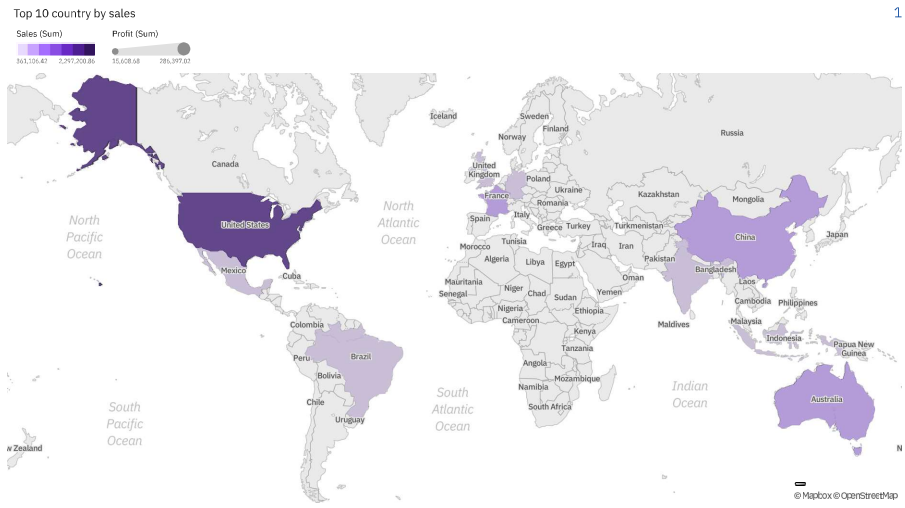 Top 10 country by sales
1
Sales (Sum)
Profit (Sum)
361,106.47
2,297,200.86
15,608.68
286,397.02
Iceland
Sweden
Finland
Norway
Russia
Canada
United Kingdom
Poland
Ukraine
Kazakhstan
Mongolia
France
Romania
North Pacific Ocean
North Atlantic Ocean
United States
Spain
Italy
Greece
Turkey
Turkmenistan
Japan
China
Morocco
Tunisia
Iraq
Iran
Algeria
Libya
Egypt
Pakistan
Mexico
Cuba
Bangladesh
Oman
Mauritania
Niger
Chad
Sudan
Yemen
Laos
Senegal
Nigeria
Ethiopia
Cambodia
Philippines
Cameroon
Colombia
Maldives
Malaysia
Kenya
Indonesia
Papua New Guinea
Peru
Brazil
Tanzania
Angola
Bolivia
Mozambique
Namibia
Indian Ocean
Chile
South Africa
Australia
South Pacific Ocean
South Atlantic Ocean
Uruguay
w Zealand
N
© Mapbox © OpenStreetMap